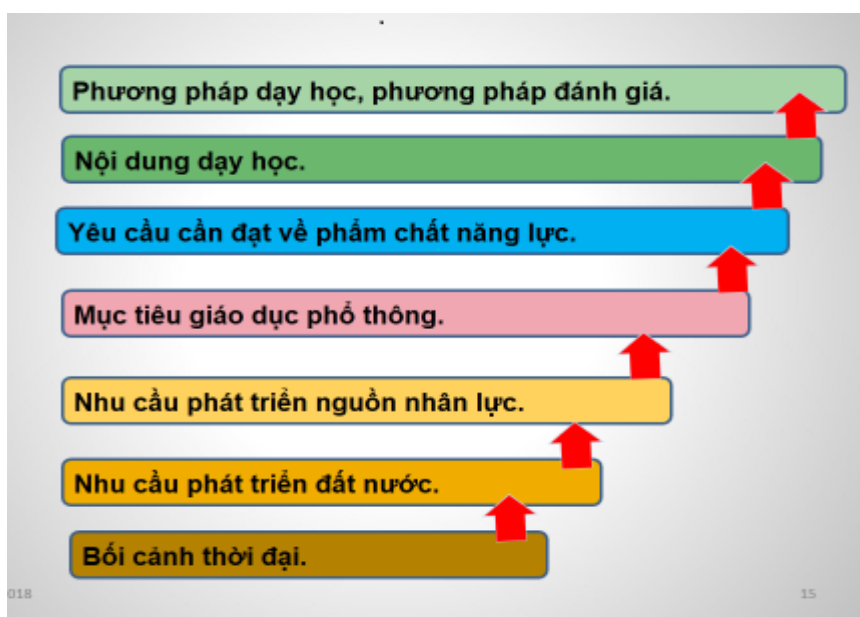 Phương pháp dạy học, phương pháp đánh giá.
Nội dung dạy học.
Yêu cầu cần đạt về phẩm chất năng lực.
Mục tiêu giáo dục phổ thông.
Nhu cầu phát triển nguồn nhân lực.
Nhu cầu phát triển đất nước.
Bối cảnh thời đại.
018
15